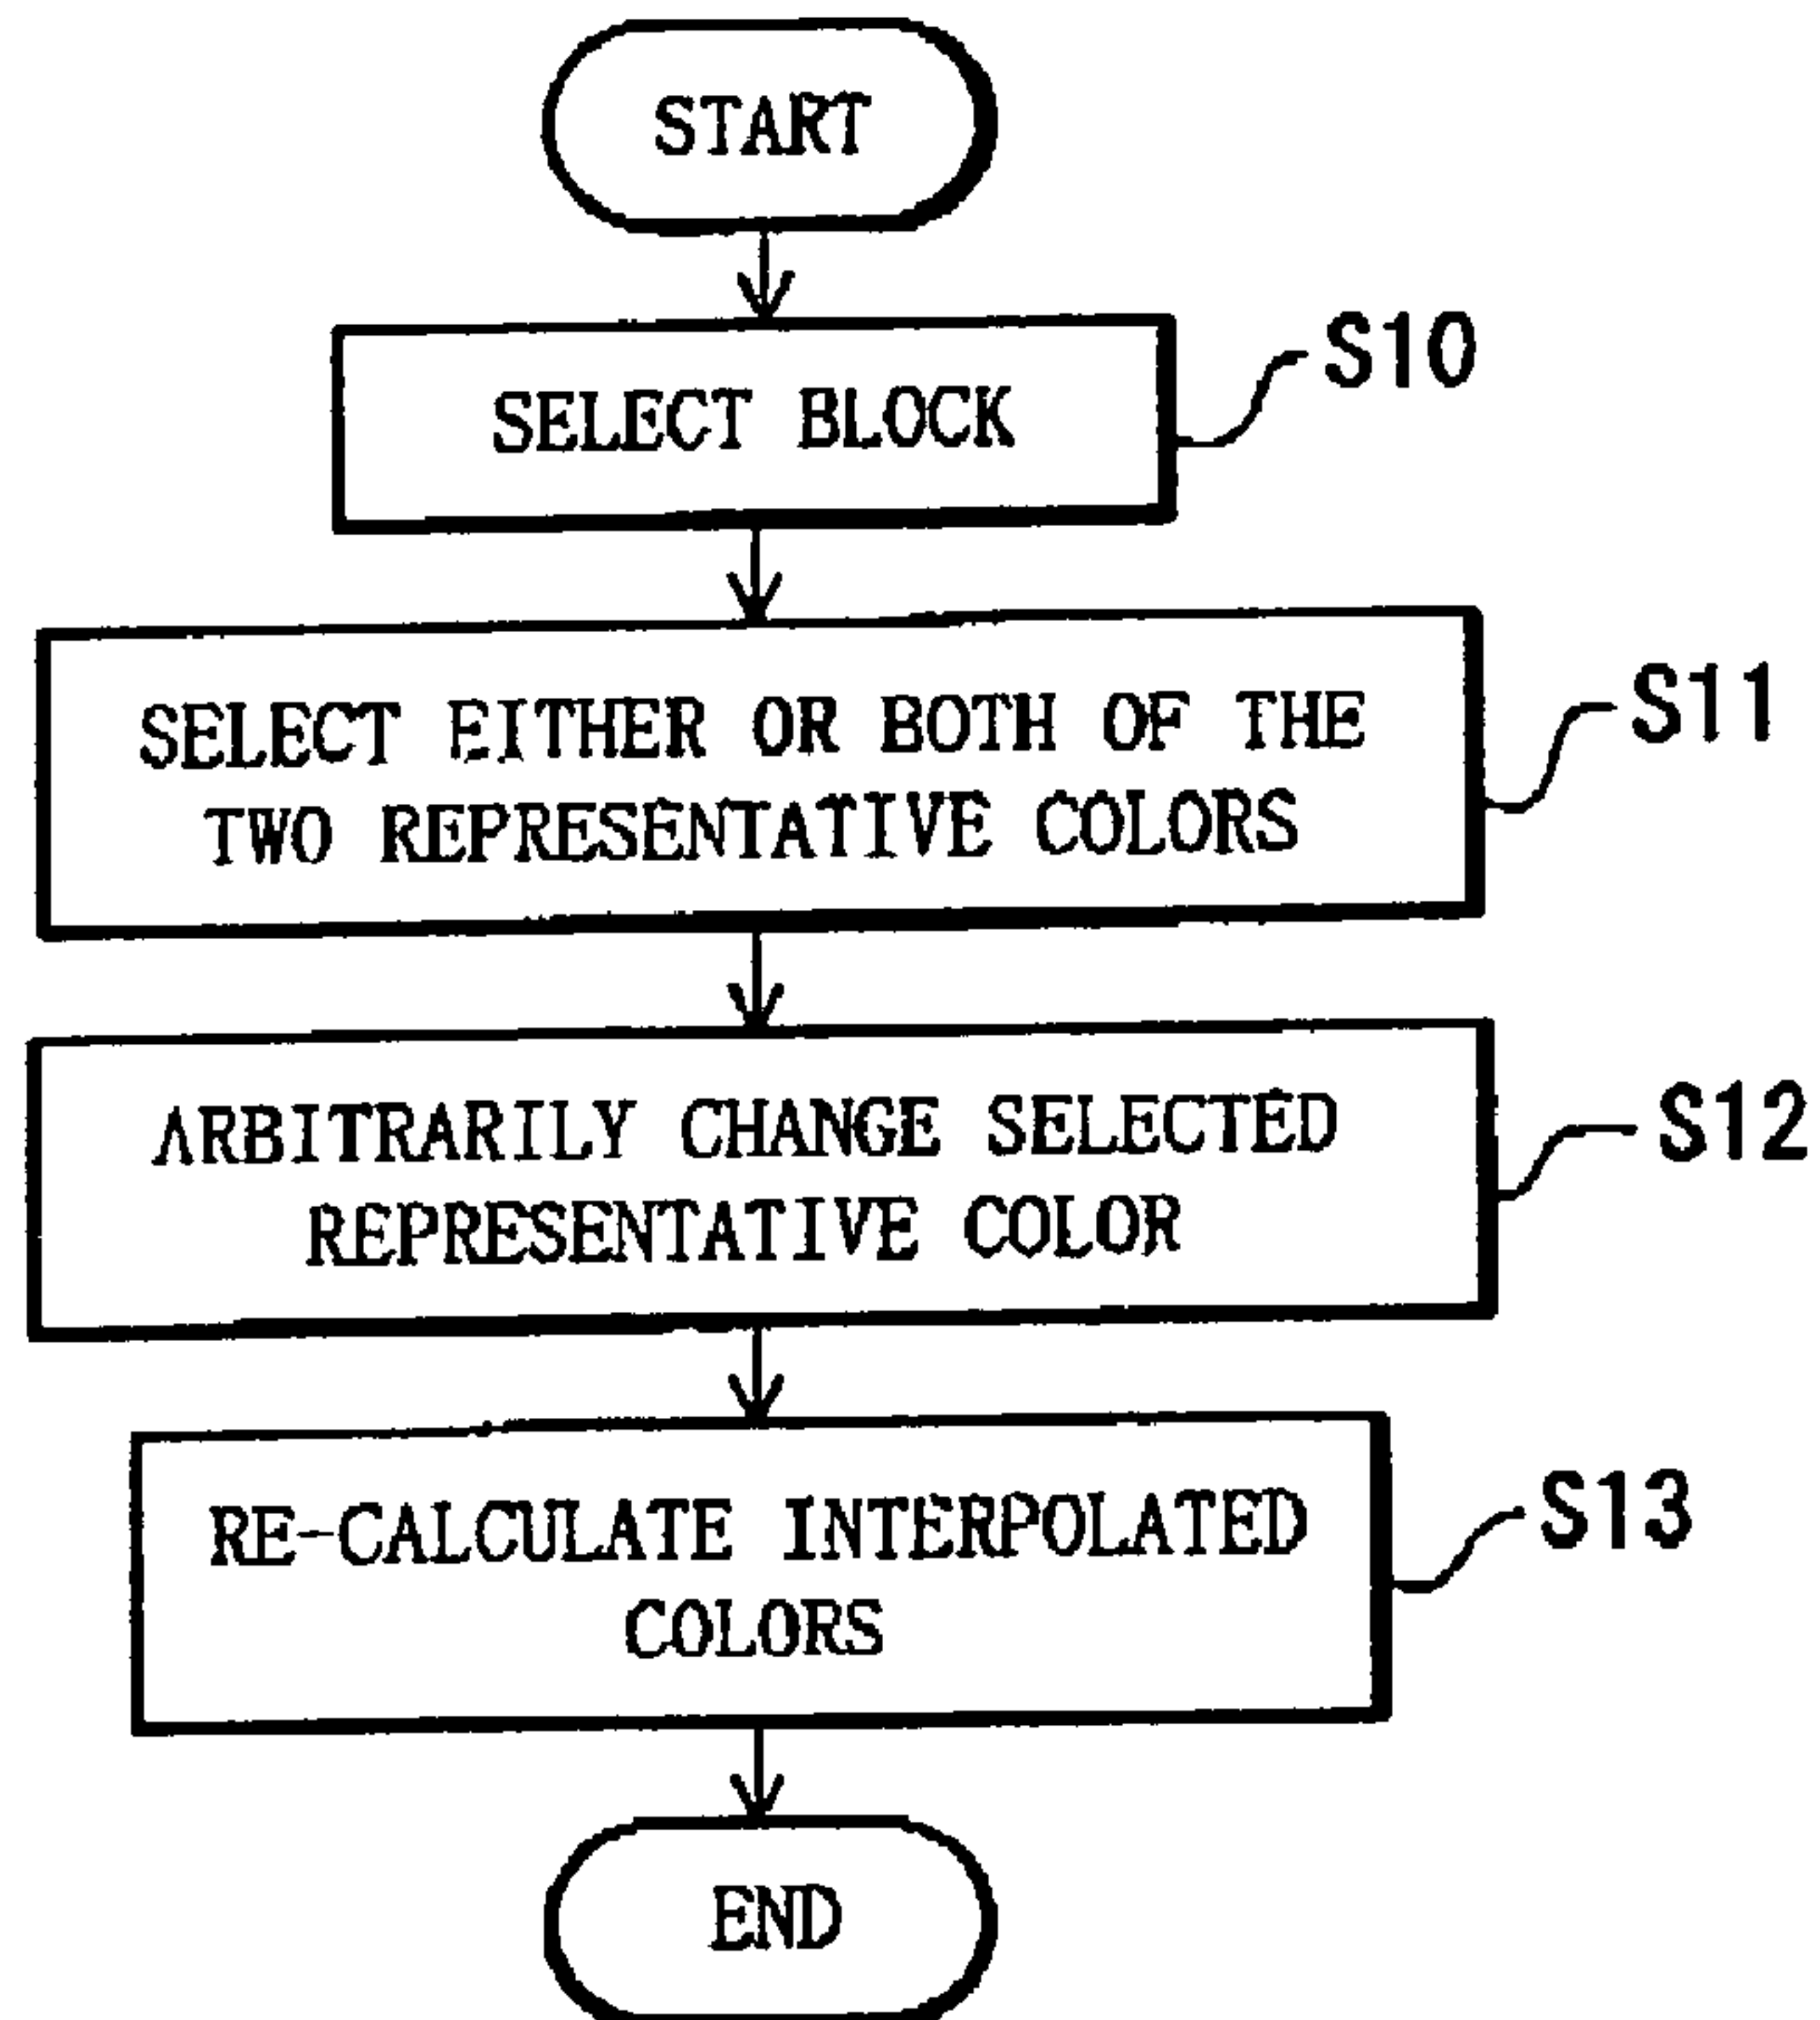 START
S10
SELECT BLOCK
S11
SELECT EITHER OR BOTH OF THE
TWO REPRESENTATIVE COLORS
S12
ARBITRARILY CHANGE SELECTED
REPRESENTATIVE COLOR
S13
RE-CALCULATE INTERPOLATED
COLORS
END